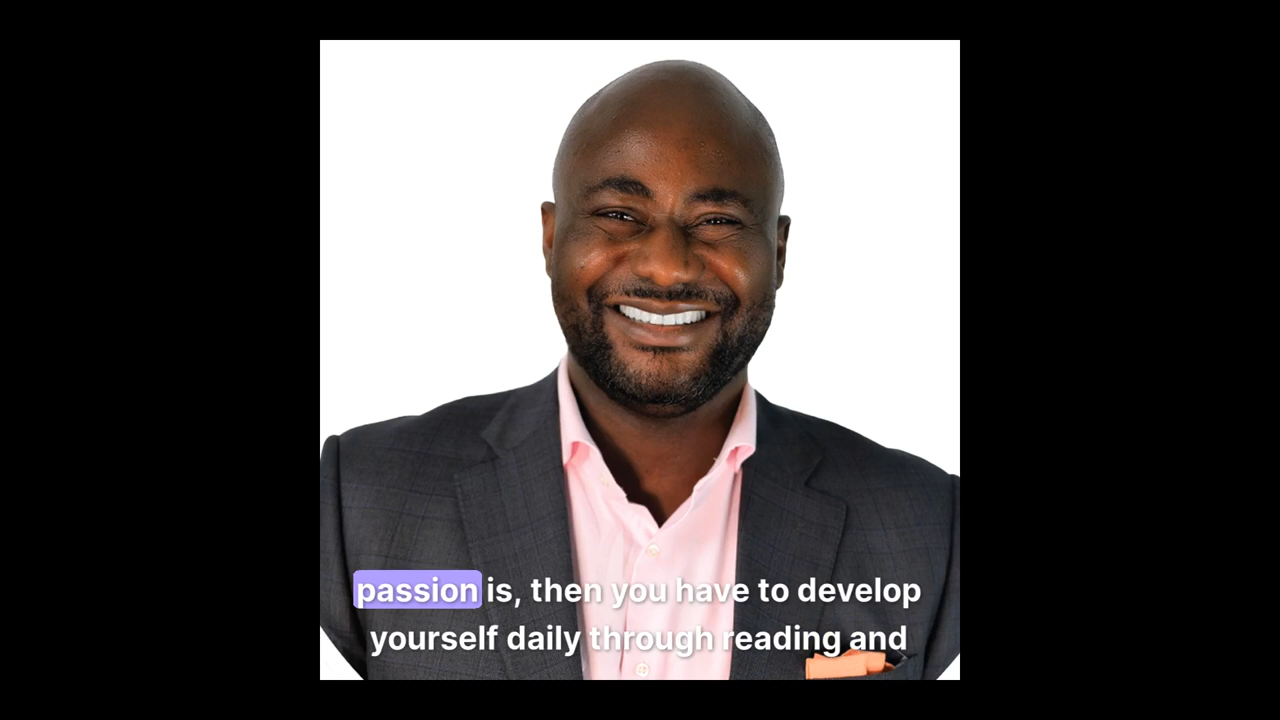 passion is, then you have to develop
yourself daily through reading and